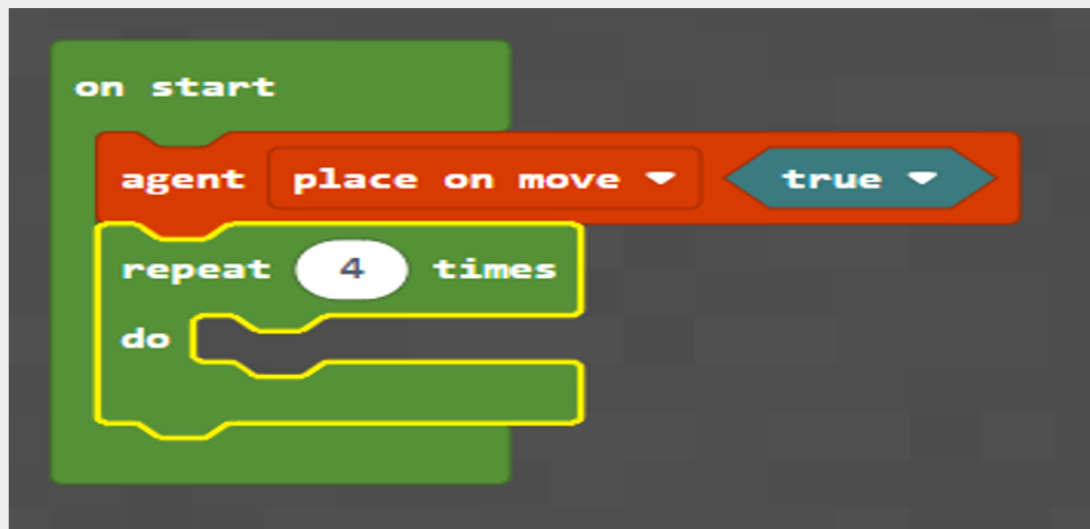 on start
agent place on move true
repeat 4 times
do